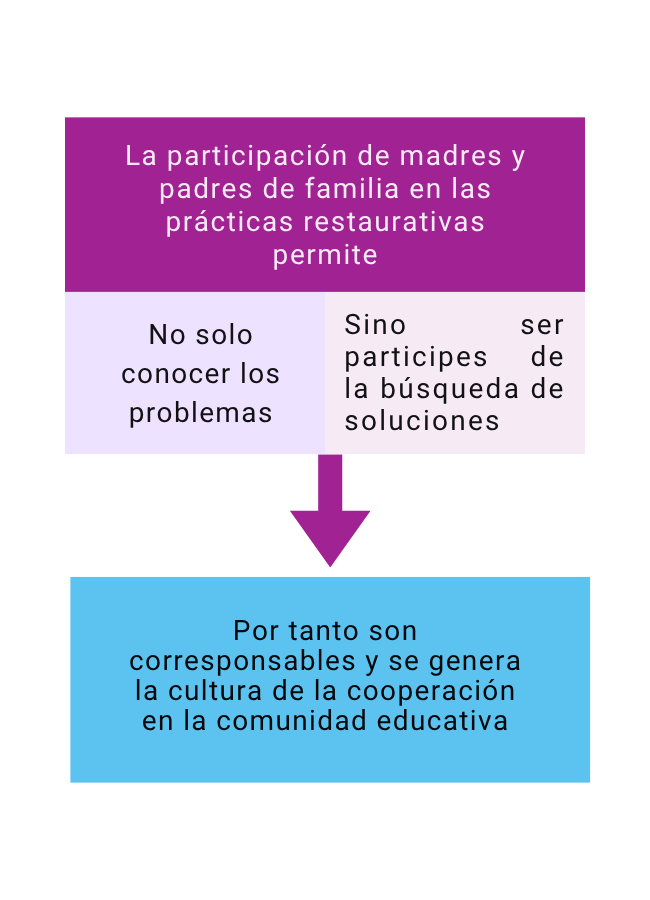 La participación de madres y
padres de familia en las
prácticas restaurativas
permite
No solo
conocer los
problemas
Sino ser
participes de
la búsqueda de
soluciones
Por tanto son
corresponsables y se genera
la cultura de la cooperación
en la comunidad educativa